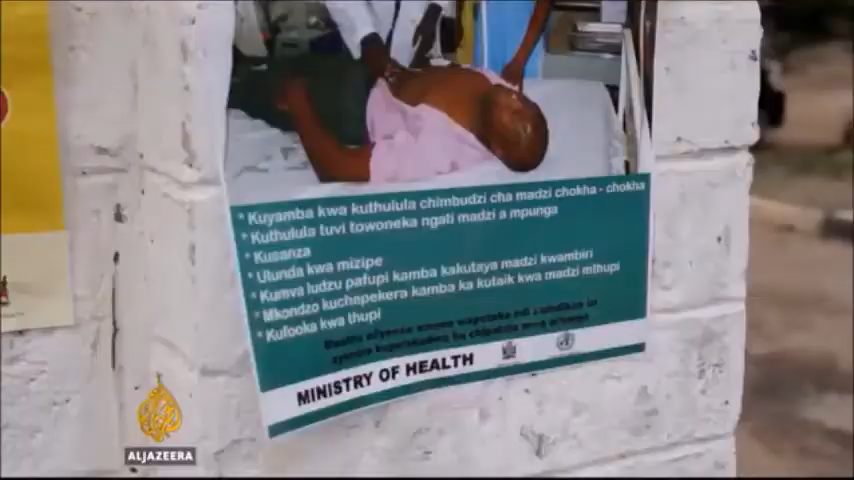 * Kuyamba kwa kuthulula chimbudzi cha madzi chokha - chokha
* Kuthulula tuvi towoneka ngati madzi a mpunga
* Kusanza
* Ulunda kwa mizipe
* Kumva ludzu pafupi kamba kakutaya madzi kwambiri
* Mkondzo kuchapekera kamba ka kutaik kwa madzi mthupi
* Kufooka kwa thupi
MINISTRY OF HEALTH
ALJAZEERA